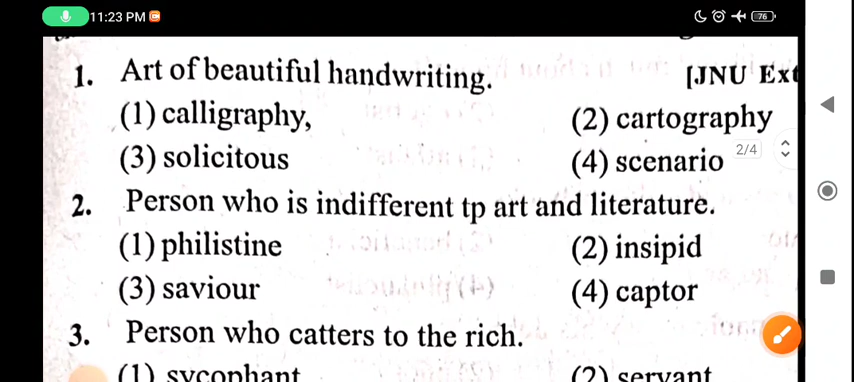 11:23 PM
76
1. Art of beautiful handwriting. [JNU Ext
(1) calligraphy, (2) cartography
(3) solicitous (4) scenario
2/4
2. Person who is indifferent tp art and literature.
(1) philistine (2) insipid
(3) saviour (4) captor
3. Person who catters to the rich.
(1) sycophant (2) servant